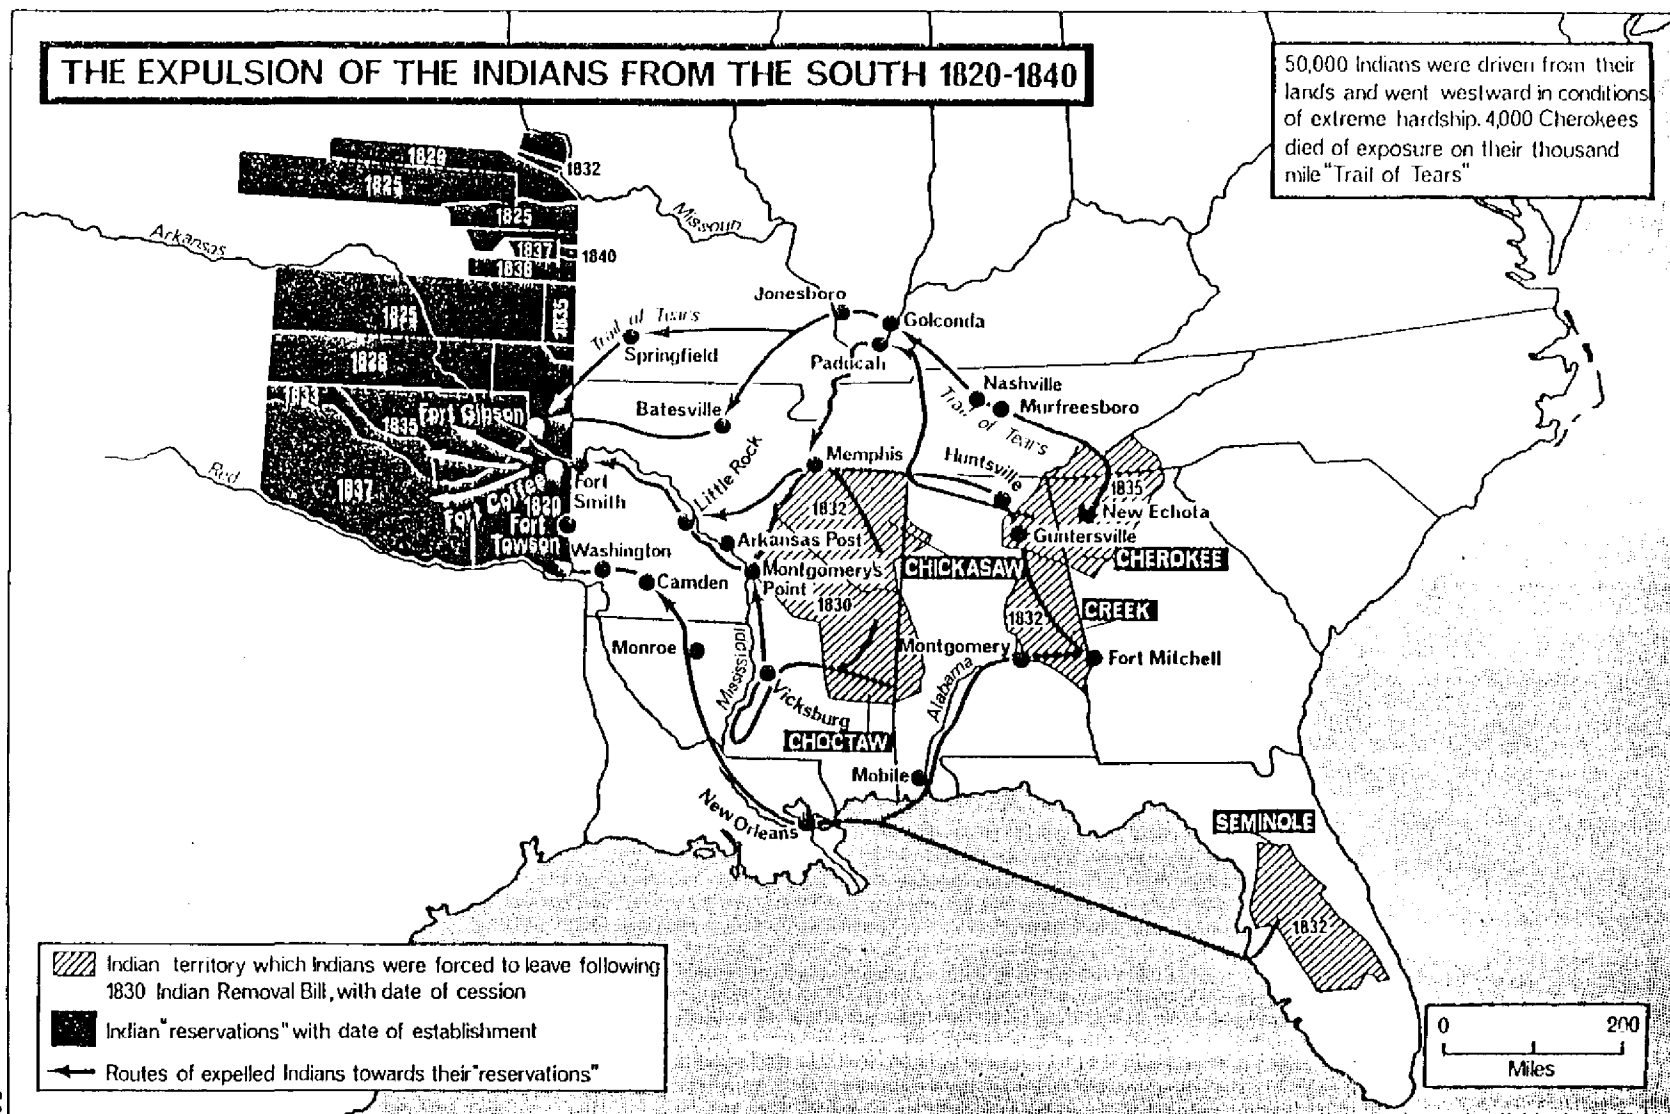 THE EXPULSION OF THE INDIANS FROM THE SOUTH 1820-1840
50,000 Indians were driven from their
lands and went westward in conditions
of extreme hardship. 4,000 Cherokees
died of exposure on their thousand
mile "Trail of Tears"
1829
1832
1825
1825
1837
1840
1838
Missouri
Arkansas
1825
1835
1828
1833
1835
1837
Red
Jonesboro
Golconda
Trail of Tears
Springfield
Paducah
Nashville
Murfreesboro
Trail of Tears
Batesville
Fort Gibson
Little Rock
Memphis
Huntsville
Fort Coffee
Fort
Smith
1820
Fort
Towson
1832
1835
New Echota
Arkansas Post
Guntersville
Washington
Montgomery's
Point
CHICKASAW
CHEROKEE
Camden
1830
1832
CREEK
Monroe
Mississipi
Montgomery
Fort Mitchell
Alabama
Vicksburg
CHOCTAW
Mobile
New Orleans
SEMINOLE
1832
Indian territory which Indians were forced to leave following
1830 Indian Removal Bill, with date of cession
Indian "reservations" with date of establishment
Routes of expelled Indians towards their "reservations"
0 200
Miles